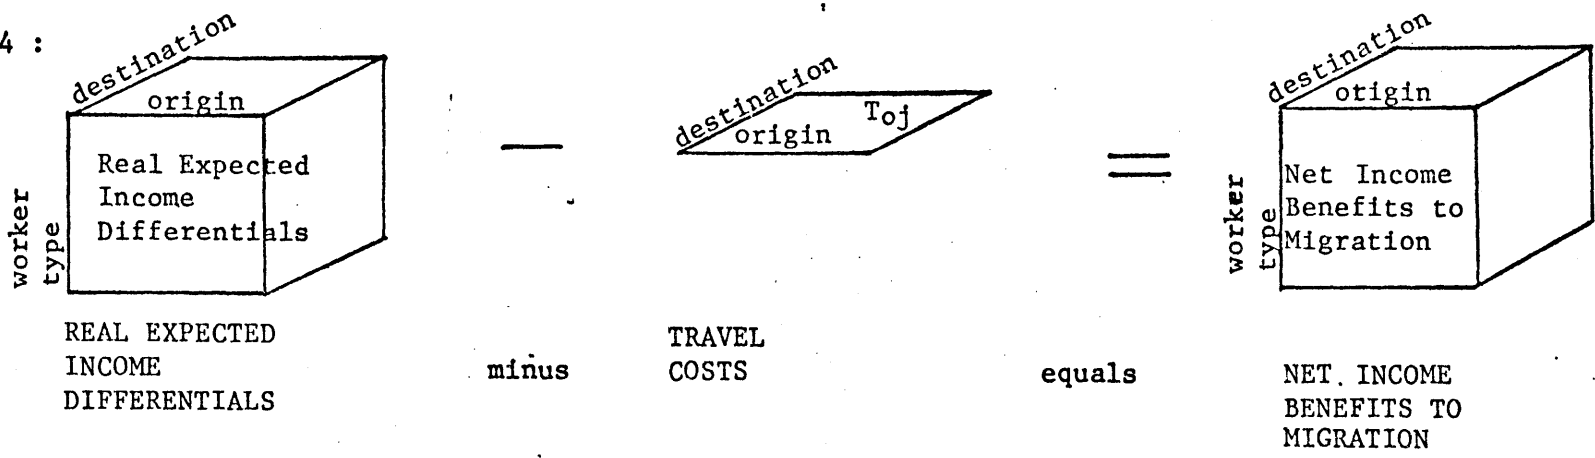 4 :
destination
origin
Real Expected
Income
Differentials
worker
type
REAL EXPECTED
INCOME
DIFFERENTIALS
—
minus
destination
origin
Toj
TRAVEL
COSTS
=
equals
destination
origin
Net Income
Benefits to
Migration
worker
type
NET. INCOME
BENEFITS TO
MIGRATION